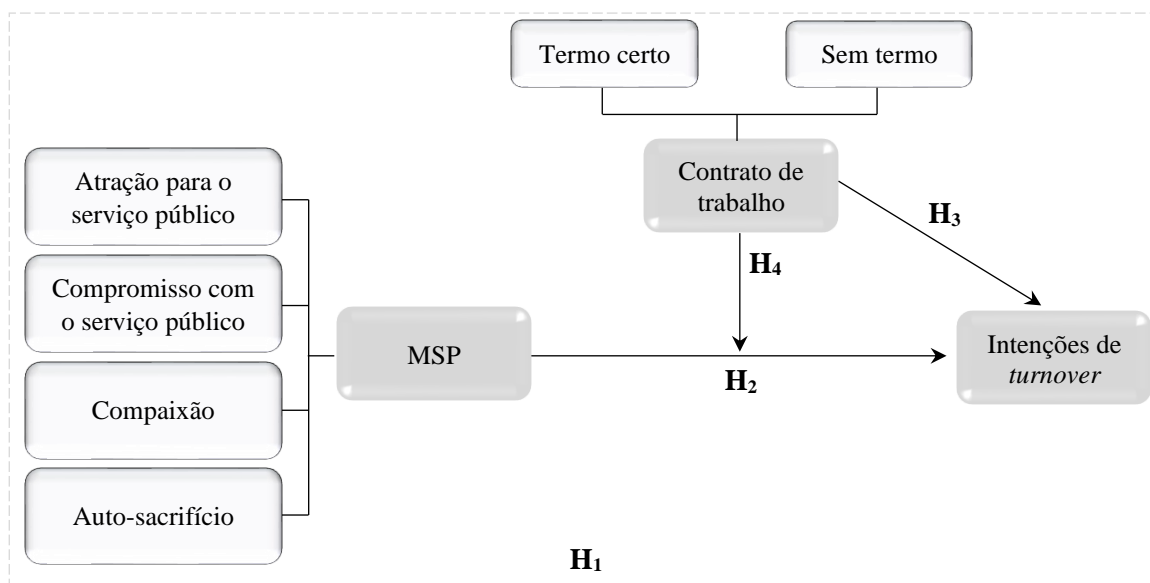 Termo certo
Sem termo
Contrato de
trabalho
Atração para o
serviço público
Compromisso com
o serviço público
Compaixão
Auto-sacrifício
MSP
H₃
H₄
H₂
Intenções de
turnover
H₁